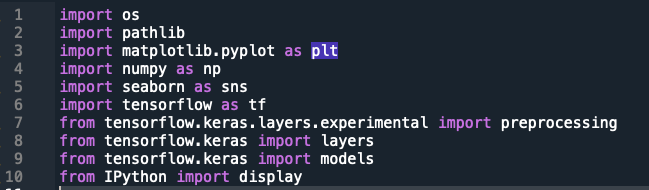 1 import os
2 import pathlib
3 import matplotlib.pyplot as plt
4 import numpy as np
5 import seaborn as sns
6 import tensorflow as tf
7 from tensorflow.keras.layers.experimental import preprocessing
8 from tensorflow.keras import layers
9 from tensorflow.keras import models
10 from IPython import display